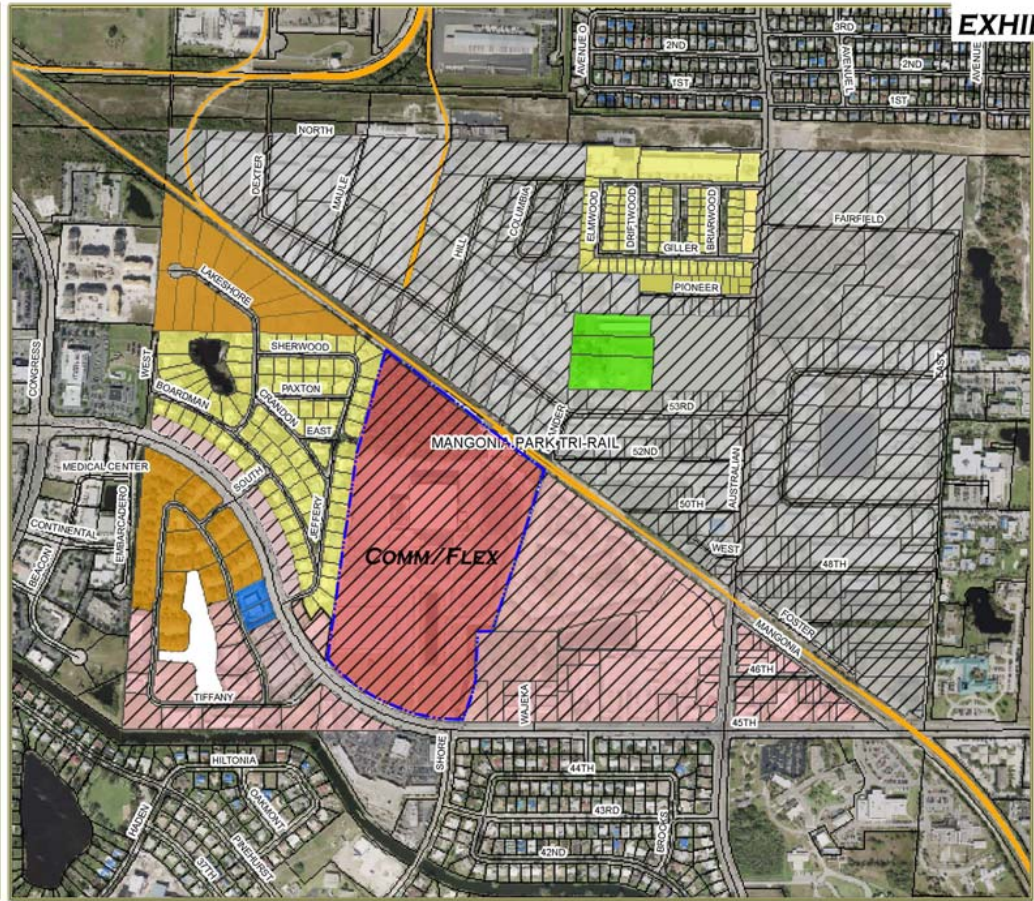 EXHI
AVENUE O
2ND
1ST
3RD
AVENUE L
2ND
1ST
AVENUE
NORTH
DEXTER
MAULE
HILL
COLUMBIA
ELMWOOD
DRIFTWOOD
BRIARWOOD
GILLER
PIONEER
FAIRFIELD
CONGRESS
LAKESHORE
WEST
SHERWOOD
PAXTON
BOARDMAN
CRANDON
EAST
SOUTH
JEFFERY
EAST
53RD
MANGONIA PARK TRI-RAIL
52ND
AUSTRALIAN
50TH
WEST
48TH
MEDICAL CENTER
EMBARCADERO
CONTINENTAL
BEACON
COMM/FLEX
FOSTER
MANGONIA
46TH
45TH
TIFFANY
WAJEKA
SHORE
HILTONIA
OAKMONT
HADEN
PINEHURST
37TH
44TH
43RD
BROOKS
42ND